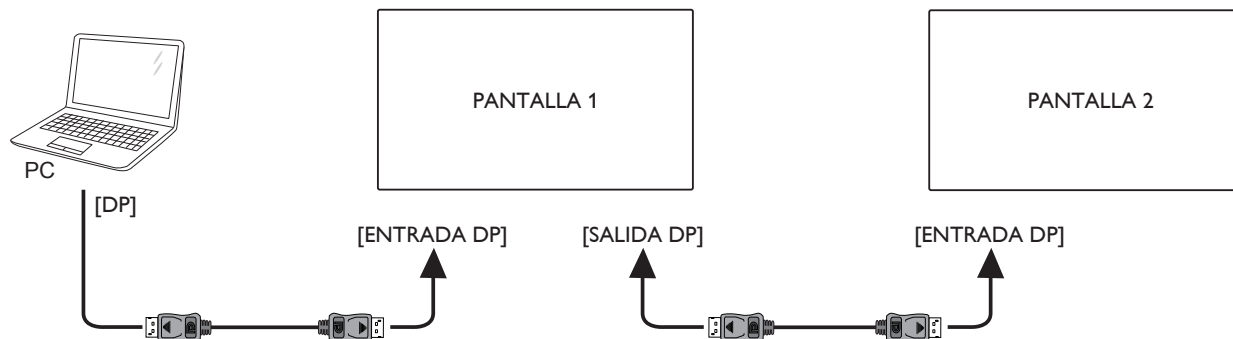 PANTALLA 1
PANTALLA 2
PC
[DP]
[ENTRADA DP]
[SALIDA DP]
[ENTRADA DP]